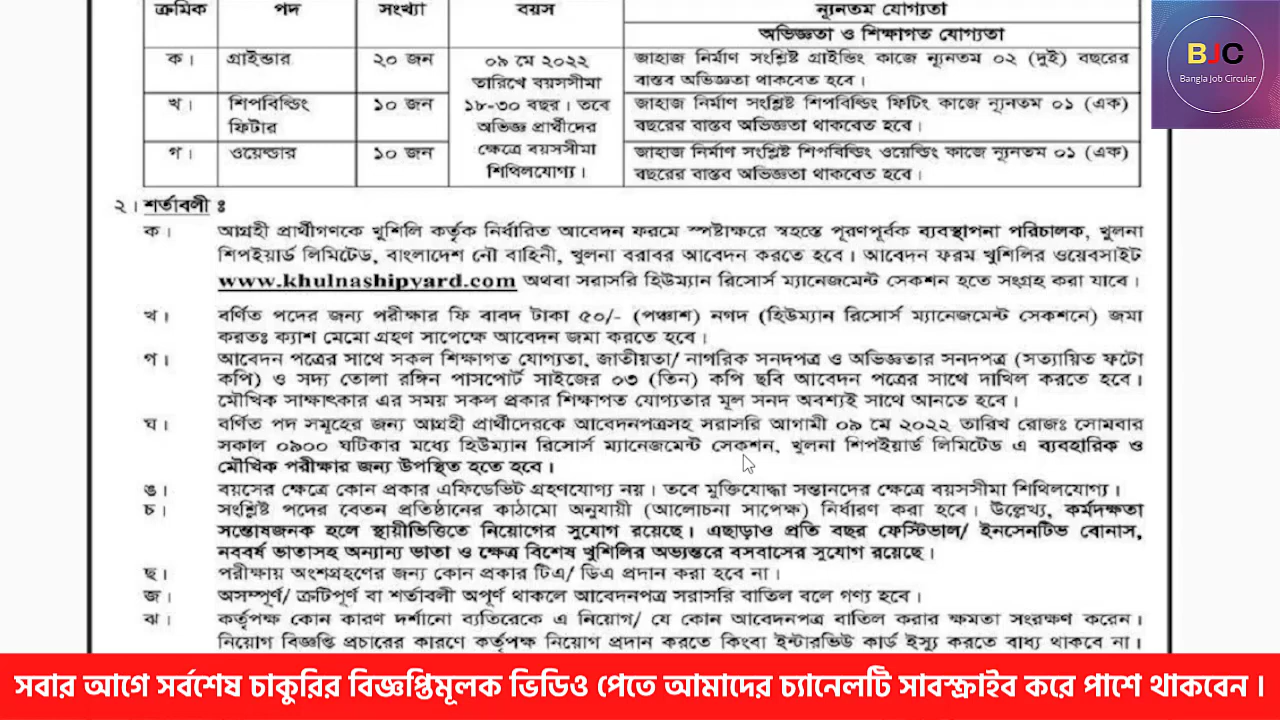 ক্রমিক পদ সংখ্যা বয়স ন্যূনতম যোগ্যতা
অভিজ্ঞতা ও শিক্ষাগত যোগ্যতা
ক। গ্রাইন্ডার ২০ জন ০৯ মে ২০২২ জাহাজ নির্মাণ সংশ্লিষ্ট গ্রাইন্ডিং কাজে ন্যূনতম ০২ (দুই) বছরের
তারিখে বয়সসীমা বাস্তব অভিজ্ঞতা থাকবেত হবে।
খ। শিপবিল্ডিং ১০ জন ১৮-৩০ বছর। তবে জাহাজ নির্মাণ সংশ্লিষ্ট শিপবিল্ডিং ফিটিং কাজে ন্যূনতম ০১ (এক)
ফিটার অভিজ্ঞ প্রার্থীদের বছরের বাস্তব অভিজ্ঞতা থাকবেত হবে।
গ। ওয়েল্ডার ১০ জন ক্ষেত্রে বয়সসীমা জাহাজ নির্মাণ সংশ্লিষ্ট শিপবিল্ডিং ওয়েল্ডিং কাজে ন্যূনতম ০১ (এক)
শিথিলযোগ্য। বছরের বাস্তব অভিজ্ঞতা থাকবেত হবে।
২। শর্তাবলী ঃ
ক। আগ্রহী প্রার্থীগণকে খুশিলি কর্তৃক নির্ধারিত আবেদন ফরমে স্পষ্টাক্ষরে স্বহস্তে পূরণপূর্বক ব্যবস্থাপনা পরিচালক, খুলনা
শিপইয়ার্ড লিমিটেড, বাংলাদেশ নৌ বাহিনী, খুলনা বরাবর আবেদন করতে হবে। আবেদন ফরম খুশিলির ওয়েবসাইট
www.khulnashipyard.com অথবা সরাসরি হিউম্যান রিসোর্স ম্যানেজমেন্ট সেকশন হতে সংগ্রহ করা যাবে।
খ। বর্ণিত পদের জন্য পরীক্ষার ফি বাবদ টাকা ৫০/- (পঞ্চাশ) নগদ (হিউম্যান রিসোর্স ম্যানেজমেন্ট সেকশনে) জমা
করতঃ ক্যাশ মেমো গ্রহণ সাপেক্ষে আবেদন জমা করতে হবে।
গ। আবেদন পত্রের সাথে সকল শিক্ষাগত যোগ্যতা, জাতীয়তা/ নাগরিক সনদপত্র ও অভিজ্ঞতার সনদপত্র (সত্যায়িত ফটো
কপি) ও সদ্য তোলা রঙ্গিন পাসপোর্ট সাইজের ০৩ (তিন) কপি ছবি আবেদন পত্রের সাথে দাখিল করতে হবে।
মৌখিক সাক্ষাৎকার এর সময় সকল প্রকার শিক্ষাগত যোগ্যতার মূল সনদ অবশ্যই সাথে আনতে হবে।
ঘ। বর্ণিত পদ সমূহের জন্য আগ্রহী প্রার্থীদেরকে আবেদনপত্রসহ সরাসরি আগামী ০৯ মে ২০২২ তারিখ রোজঃ সোমবার
সকাল ০৯০০ ঘটিকার মধ্যে হিউম্যান রিসোর্স ম্যানেজমেন্ট সেকশন, খুলনা শিপইয়ার্ড লিমিটেড এ ব্যবহারিক ও
মৌখিক পরীক্ষার জন্য উপস্থিত হতে হবে।
ঙ। বয়সের ক্ষেত্রে কোন প্রকার এফিডেভিট গ্রহণযোগ্য নয়। তবে মুক্তিযোদ্ধা সন্তানদের ক্ষেত্রে বয়সসীমা শিথিলযোগ্য।
চ। সংশ্লিষ্ট পদের বেতন প্রতিষ্ঠানের কাঠামো অনুযায়ী (আলোচনা সাপেক্ষ) নির্ধারণ করা হবে। উল্লেখ্য, কর্মদক্ষতা
সন্তোষজনক হলে স্থায়ীভিত্তিতে নিয়োগের সুযোগ রয়েছে। এছাড়াও প্রতি বছর ফেস্টিভাল/ ইনসেনটিভ বোনাস,
নববর্ষ ভাতাসহ অন্যান্য ভাতা ও ক্ষেত্র বিশেষ খুশিলির অভ্যন্তরে বসবাসের সুযোগ রয়েছে।
ছ। পরীক্ষায় অংশগ্রহণের জন্য কোন প্রকার টিএ/ ডিএ প্রদান করা হবে না।
জ। অসম্পূর্ণ/ ক্রটিপূর্ণ বা শর্তাবলী অপূর্ণ থাকলে আবেদনপত্র সরাসরি বাতিল বলে গণ্য হবে।
ঝ। কর্তৃপক্ষ কোন কারণ দর্শানো ব্যতিরেকে এ নিয়োগ/ যে কোন আবেদনপত্র বাতিল করার ক্ষমতা সংরক্ষণ করেন।
নিয়োগ বিজ্ঞপ্তি প্রচারের কারণে কর্তৃপক্ষ নিয়োগ প্রদান করতে কিংবা ইন্টারভিউ কার্ড ইস্যু করতে বাধ্য থাকবে না।
BJC
Bangla Job Circular
সবার আগে সর্বশেষ চাকুরির বিজ্ঞপ্তিমূলক ভিডিও পেতে আমাদের চ্যানেলটি সাবস্ক্রাইব করে পাশে থাকবেন।